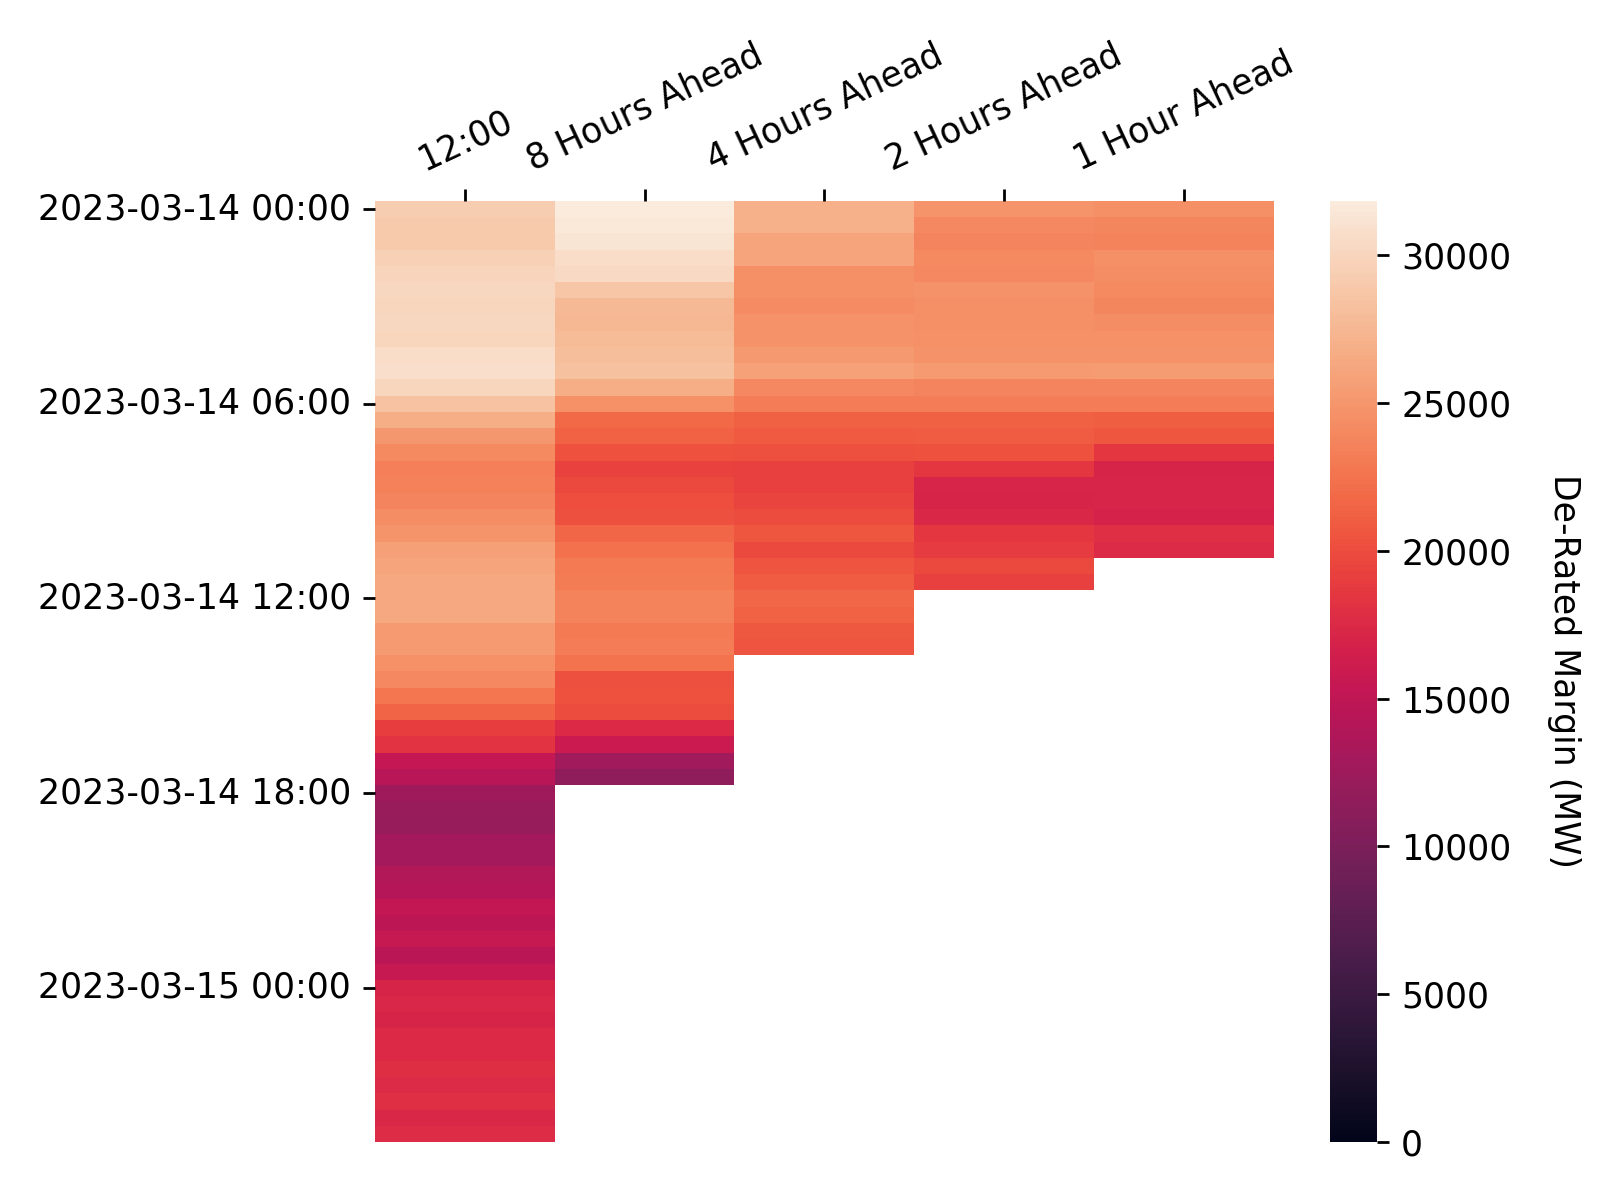 12:00
8 Hours Ahead
4 Hours Ahead
2 Hours Ahead
1 Hour Ahead
2023-03-14 00:00
2023-03-14 06:00
2023-03-14 12:00
2023-03-14 18:00
2023-03-15 00:00
30000
25000
20000
15000
10000
5000
0
De-Rated Margin (MW)